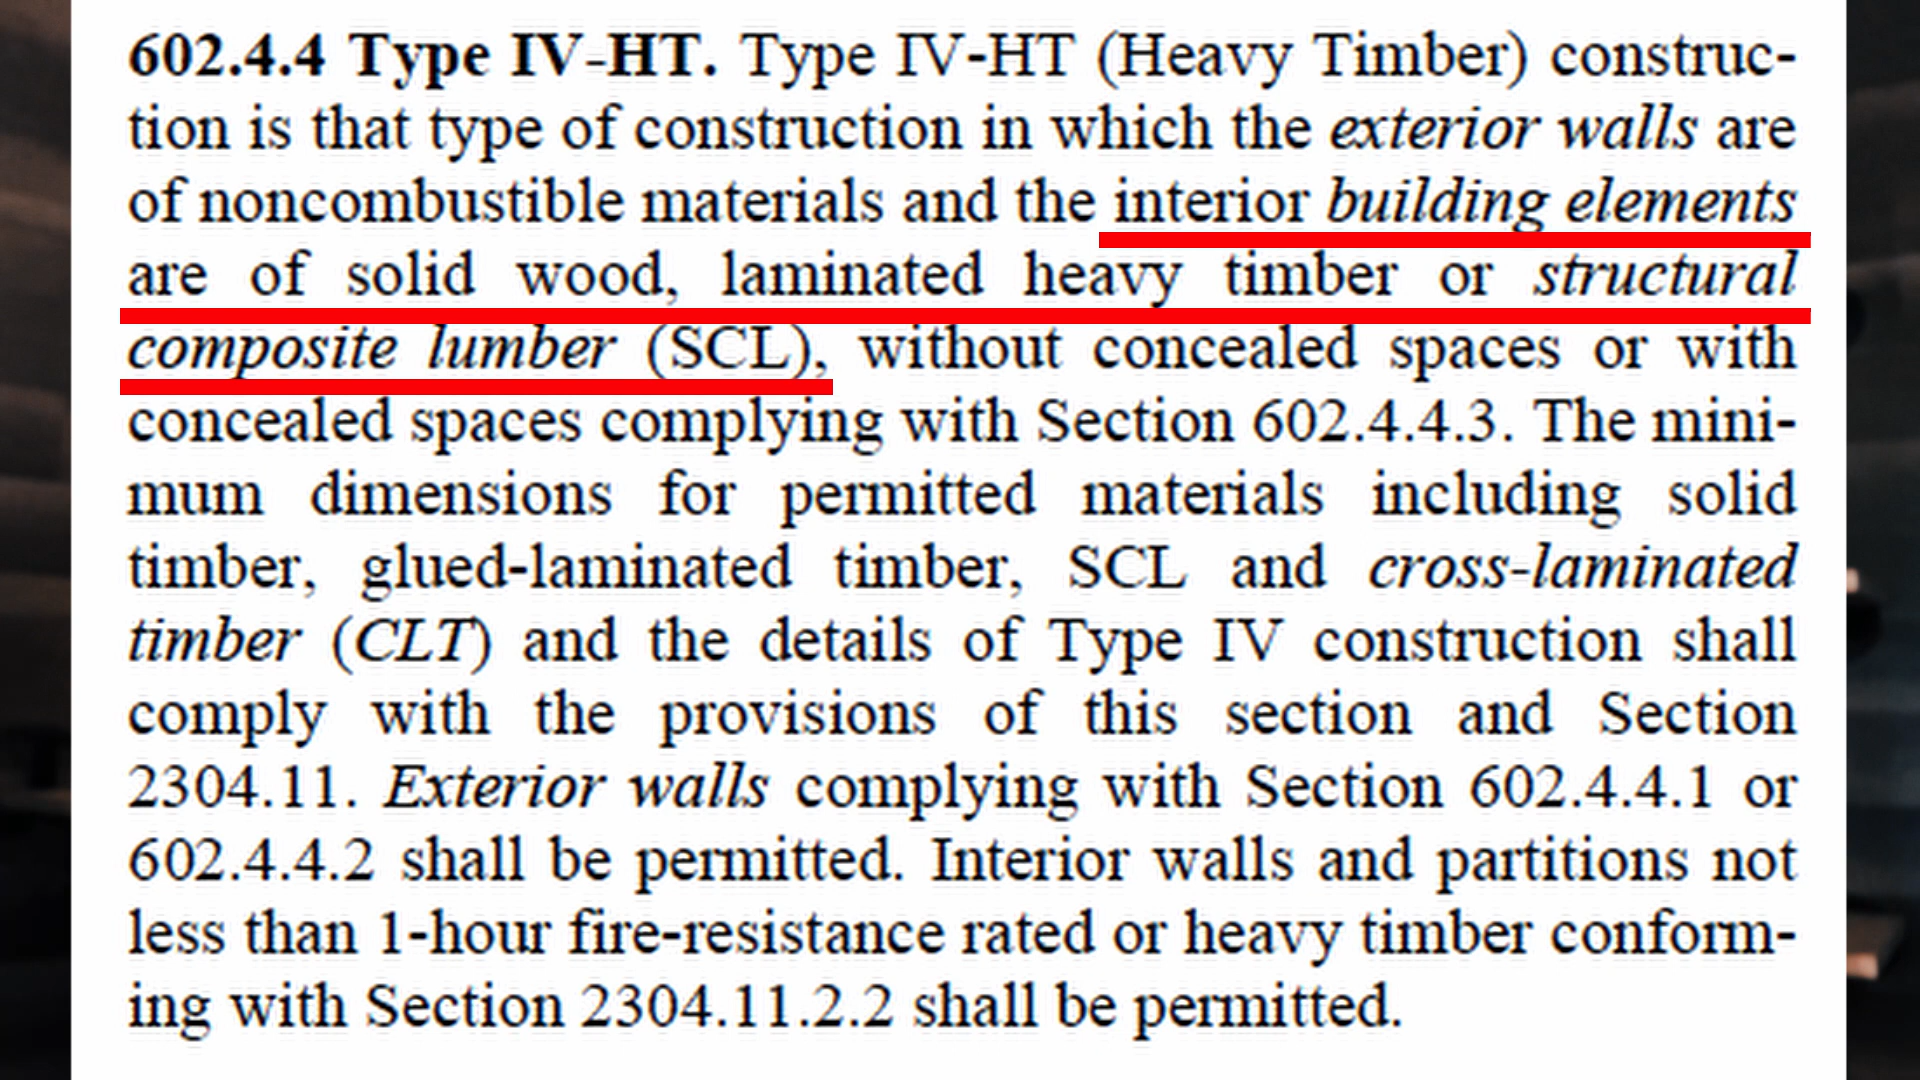 602.4.4 Type IV-HT. Type IV-HT (Heavy Timber) construc-
tion is that type of construction in which the exterior walls are
of noncombustible materials and the interior building elements
are of solid wood, laminated heavy timber or structural
composite lumber (SCL), without concealed spaces or with
concealed spaces complying with Section 602.4.4.3. The mini-
mum dimensions for permitted materials including solid
timber, glued-laminated timber, SCL and cross-laminated
timber (CLT) and the details of Type IV construction shall
comply with the provisions of this section and Section
2304.11. Exterior walls complying with Section 602.4.4.1 or
602.4.4.2 shall be permitted. Interior walls and partitions not
less than 1-hour fire-resistance rated or heavy timber conform-
ing with Section 2304.11.2.2 shall be permitted.